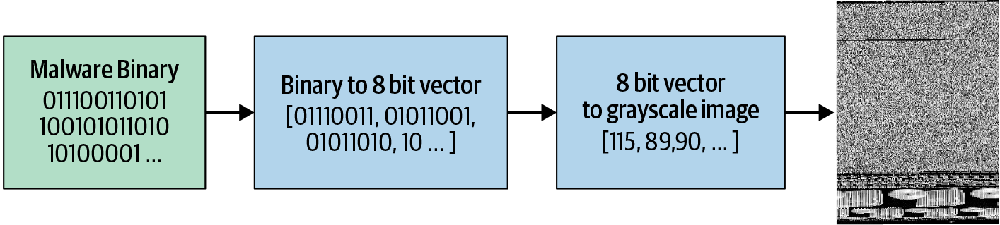 Malware Binary
011100110101
100101011010
10100001 ...
Binary to 8 bit vector
[01110011, 01011001,
01011010, 10 ... ]
8 bit vector
to grayscale image
[115, 89,90, ... ]